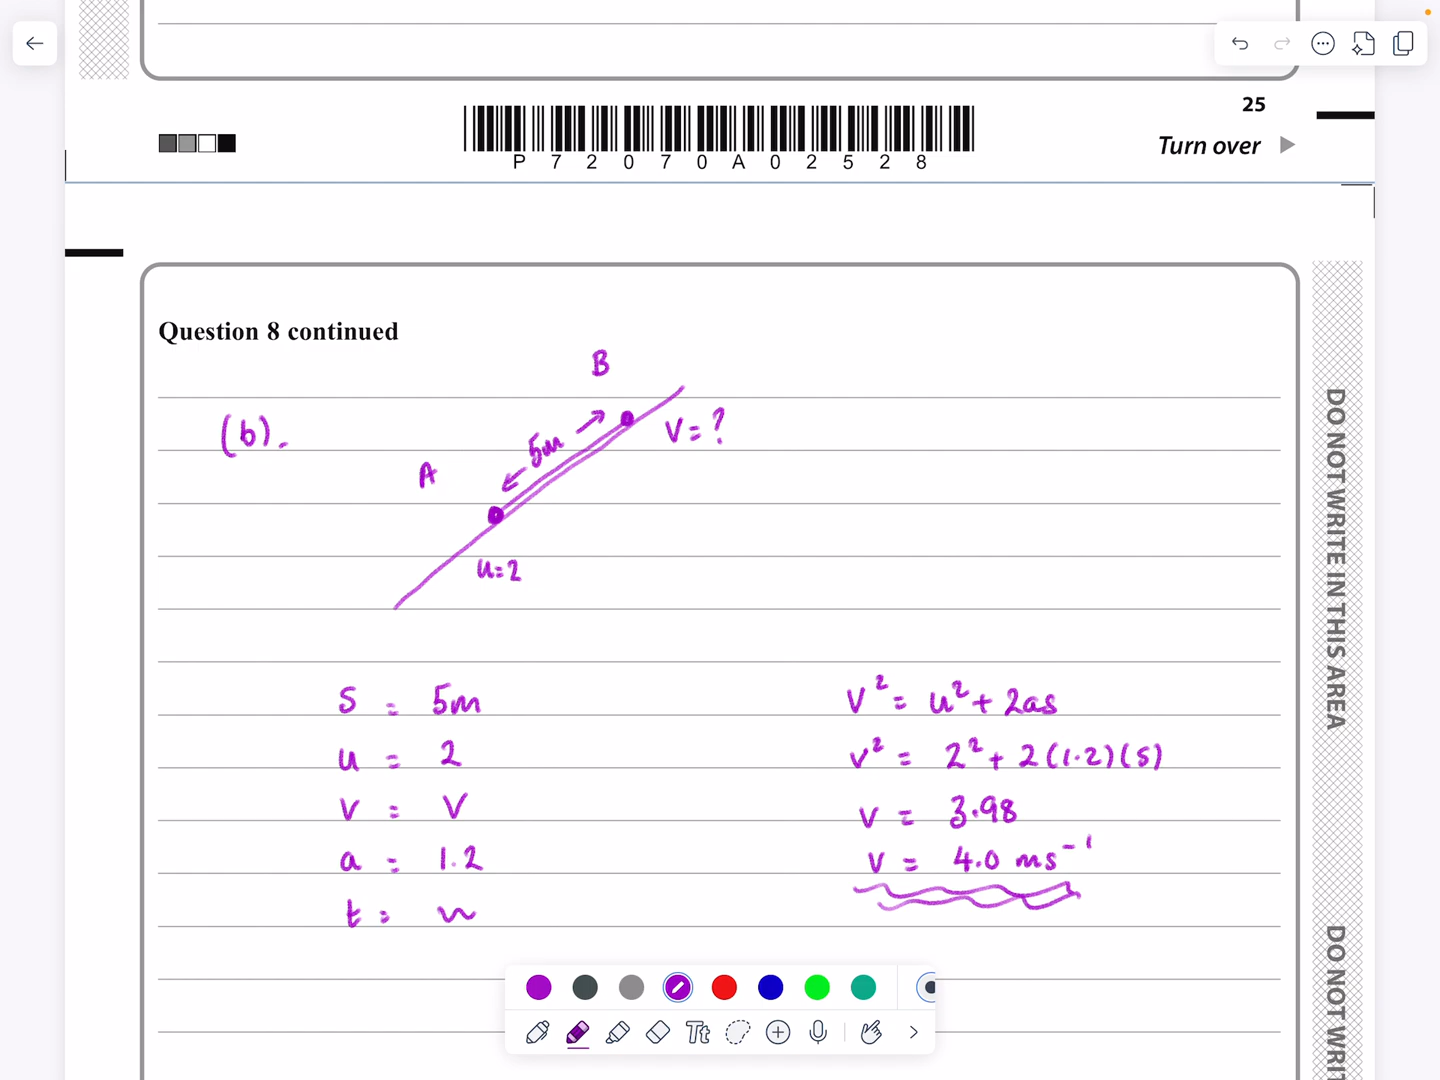 25
P 7 2 0 7 0 A 0 2 5 2 8
Turn over
Question 8 continued
B
(b).
5m
V = ?
A
u=2
S = 5m
u = 2
v = V
a = 1.2
t =
V² = u² + 2as
v² = 2² + 2(1.2)(5)
v = 3.98
v = 4.0 ms⁻¹
DO NOT WRITE IN THIS AREA
DO NOT WRIT
Tt